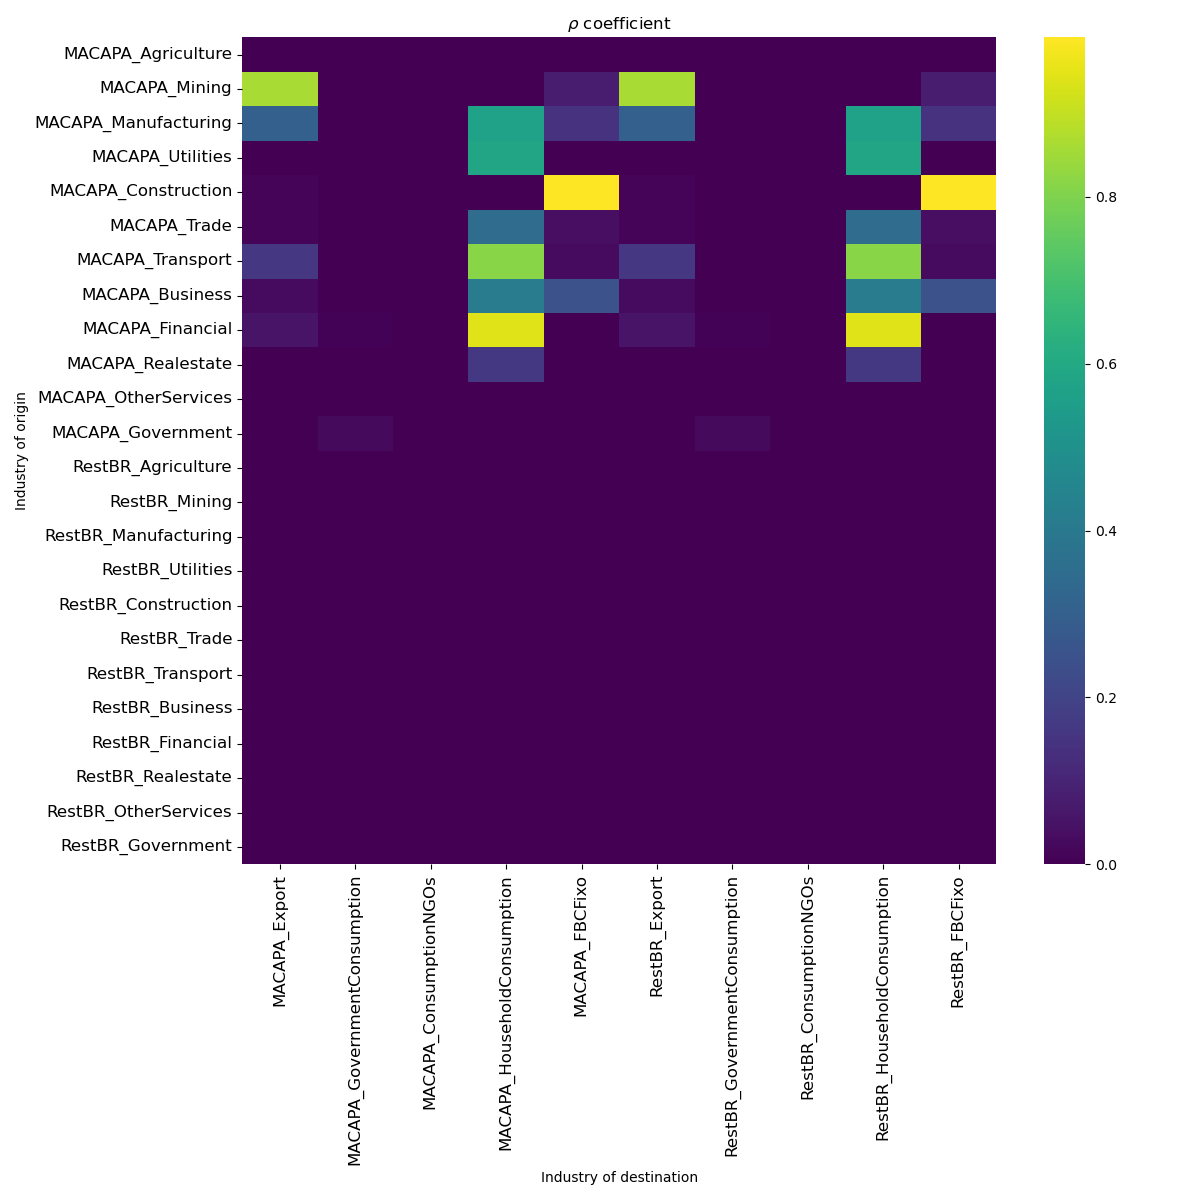 ρ coefficient
MACAPA_Agriculture
MACAPA_Mining
MACAPA_Manufacturing
MACAPA_Utilities
MACAPA_Construction
MACAPA_Trade
MACAPA_Transport
MACAPA_Business
MACAPA_Financial
MACAPA_Realestate
MACAPA_OtherServices
MACAPA_Government
RestBR_Agriculture
RestBR_Mining
RestBR_Manufacturing
RestBR_Utilities
RestBR_Construction
RestBR_Trade
RestBR_Transport
RestBR_Business
RestBR_Financial
RestBR_Realestate
RestBR_OtherServices
RestBR_Government
Industry of origin
MACAPA_Export
MACAPA_GovernmentConsumption
MACAPA_ConsumptionNGOs
MACAPA_HouseholdConsumption
MACAPA_FBCFixo
RestBR_Export
RestBR_GovernmentConsumption
RestBR_ConsumptionNGOs
RestBR_HouseholdConsumption
RestBR_FBCFixo
Industry of destination
0.8
0.6
0.4
0.2
0.0